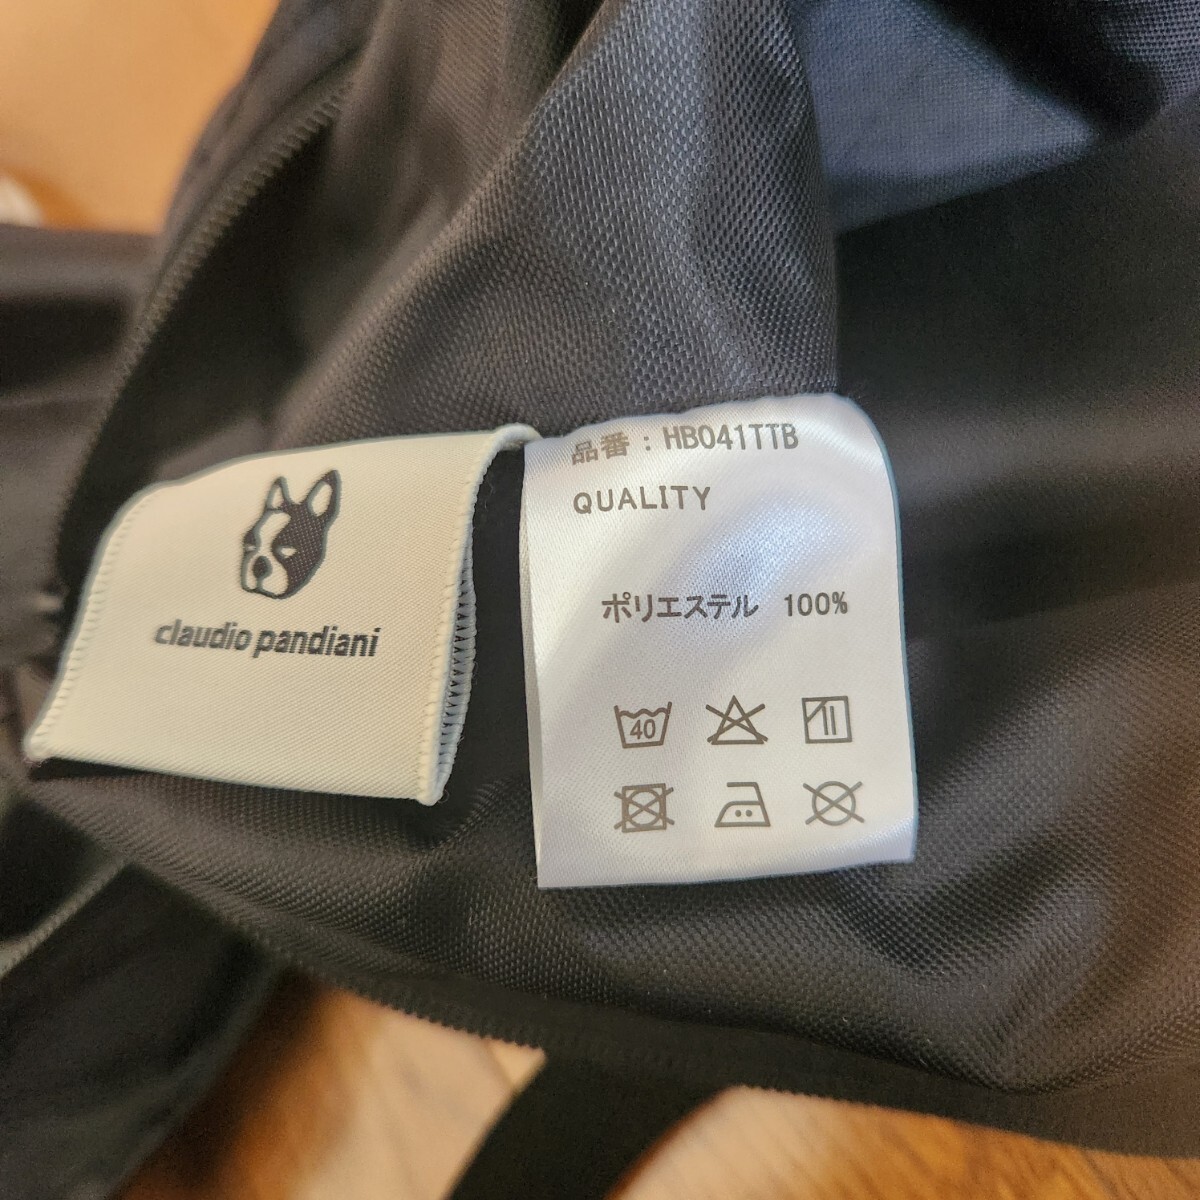 claudio pandiani
品番：HB041TTB
QUALITY
ポリエステル 100%
40